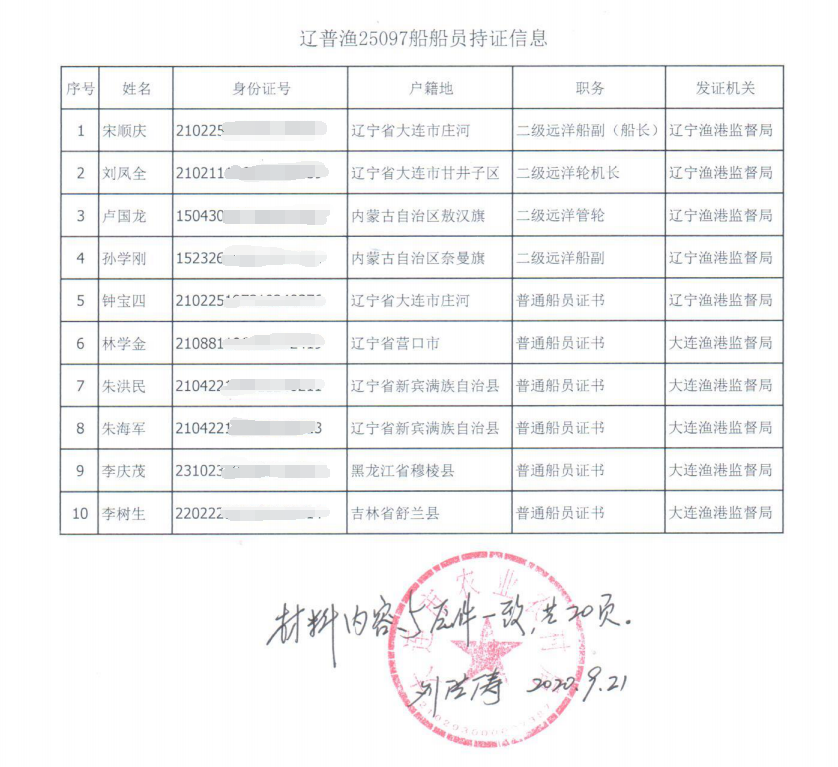 辽普渔25097船船员持证信息
序号 姓名 身份证号 户籍地 职务 发证机关
1 宋顺庆 210225 辽宁省大连市庄河 二级远洋船副（船长） 辽宁渔港监督局
2 刘凤全 210211 辽宁省大连市甘井子区 二级远洋轮机长 辽宁渔港监督局
3 卢国龙 150430 内蒙古自治区敖汉旗 二级远洋管轮 辽宁渔港监督局
4 孙学刚 152326 内蒙古自治区奈曼旗 二级远洋船副 辽宁渔港监督局
5 钟宝四 210225 辽宁省大连市庄河 普通船员证书 辽宁渔港监督局
6 林学金 210881 辽宁省营口市 普通船员证书 大连渔港监督局
7 朱洪民 210422 辽宁省新宾满族自治县 普通船员证书 大连渔港监督局
8 朱海军 210422 辽宁省新宾满族自治县 普通船员证书 大连渔港监督局
9 李庆茂 231023 黑龙江省穆棱县 普通船员证书 大连渔港监督局
10 李树生 220222 吉林省舒兰县 普通船员证书 大连渔港监督局
材料内容与原件一致，共20页。
2022.9.21